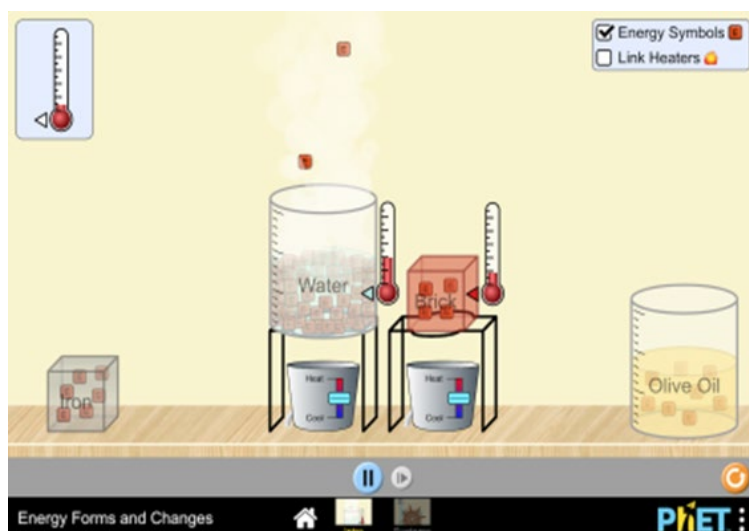 Energy Symbols E
Link Heaters
Water
Brick
Iron
Olive Oil
Heat
Cool
Heat
Cool
Energy Forms and Changes
PhET